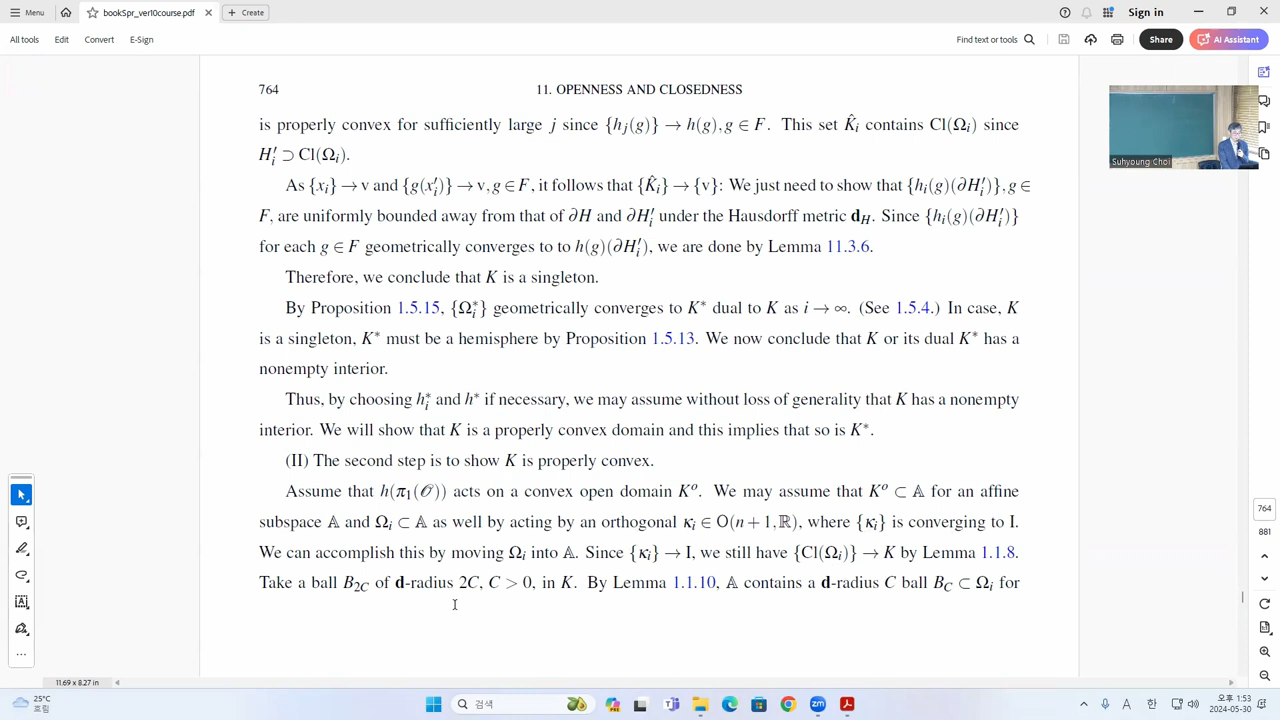 Menu
bookSpr_ver10course.pdf
Create
Sign in
All tools
Edit
Convert
E-Sign
Find text or tools
Share
AI Assistant
764
11. OPENNESS AND CLOSEDNESS
is properly convex for sufficiently large j since {h_j(g)} → h(g), g ∈ F. This set K̂_i contains Cl(Ω_i) since
H′_i ⊃ Cl(Ω_i).
As {x_i} → v and {g(x′_i)} → v, g ∈ F, it follows that {K̂_i} → {v}: We just need to show that {h_i(g)(∂H′_i)}, g ∈
F, are uniformly bounded away from that of ∂H and ∂H′_i under the Hausdorff metric d_H. Since {h_i(g)(∂H′_i)}
for each g ∈ F geometrically converges to to h(g)(∂H′_i), we are done by Lemma 11.3.6.
Therefore, we conclude that K is a singleton.
By Proposition 1.5.15, {Ω*_i} geometrically converges to K* dual to K as i → ∞. (See 1.5.4.) In case, K
is a singleton, K* must be a hemisphere by Proposition 1.5.13. We now conclude that K or its dual K* has a
nonempty interior.
Thus, by choosing h*_i and h* if necessary, we may assume without loss of generality that K has a nonempty
interior. We will show that K is a properly convex domain and this implies that so is K*.
(II) The second step is to show K is properly convex.
Assume that h(π_1(𝒪)) acts on a convex open domain K^o. We may assume that K^o ⊂ 𝔸 for an affine
subspace 𝔸 and Ω_i ⊂ 𝔸 as well by acting by an orthogonal κ_i ∈ O(n+1, ℝ), where {κ_i} is converging to I.
We can accomplish this by moving Ω_i into 𝔸. Since {κ_i} → I, we still have {Cl(Ω_i)} → K by Lemma 1.1.8.
Take a ball B_2C of d-radius 2C, C > 0, in K. By Lemma 1.1.10, 𝔸 contains a d-radius C ball B_C ⊂ Ω_i for
Suhyoung Choi
764
881
11.69 x 8.27 in
25°C
흐림
검색
A
한
오후 1:53
2024-05-30